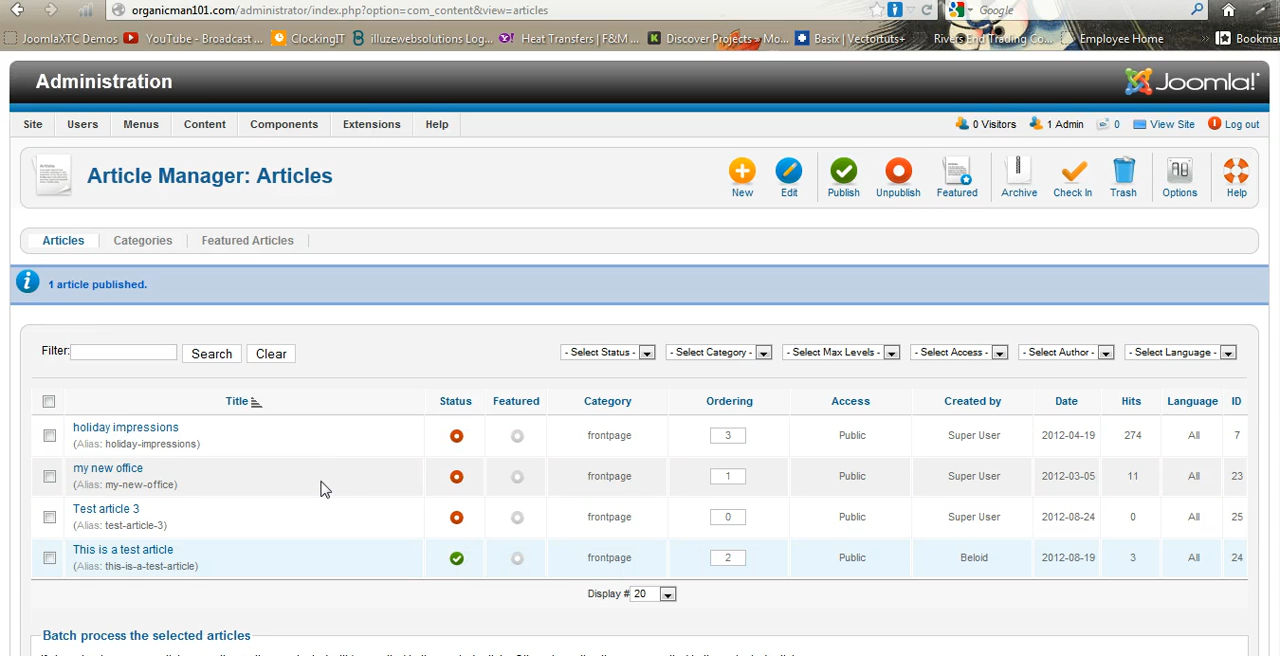 organicman101.com/administrator/index.php?option=com_content&view=articles
Google
JoomlaXTC Demos YouTube - Broadcast ... ClockingIT illuzewebsolutions Log... Heat Transfers | F&M ... Discover Projects - Mo... Basix | Vectortuts+ Rivers End Trading Co... Employee Home
Administration
Joomla!
Site Users Menus Content Components Extensions Help
0 Visitors 1 Admin 0 View Site Log out
Article Manager: Articles
New Edit Publish Unpublish Featured Archive Check In Trash Options Help
Articles Categories Featured Articles
1 article published.
Filter: Search Clear - Select Status - - Select Category - - Select Max Levels - - Select Access - - Select Author - - Select Language -
Title Status Featured Category Ordering Access Created by Date Hits Language ID
holiday impressions
(Alias: holiday-impressions)
frontpage 3 Public Super User 2012-04-19 274 All 7
my new office
(Alias: my-new-office)
frontpage 1 Public Super User 2012-03-05 11 All 23
Test article 3
(Alias: test-article-3)
frontpage 0 Public Super User 2012-08-24 0 All 25
This is a test article
(Alias: this-is-a-test-article)
frontpage 2 Public Beloid 2012-08-19 3 All 24
Display # 20
Batch process the selected articles